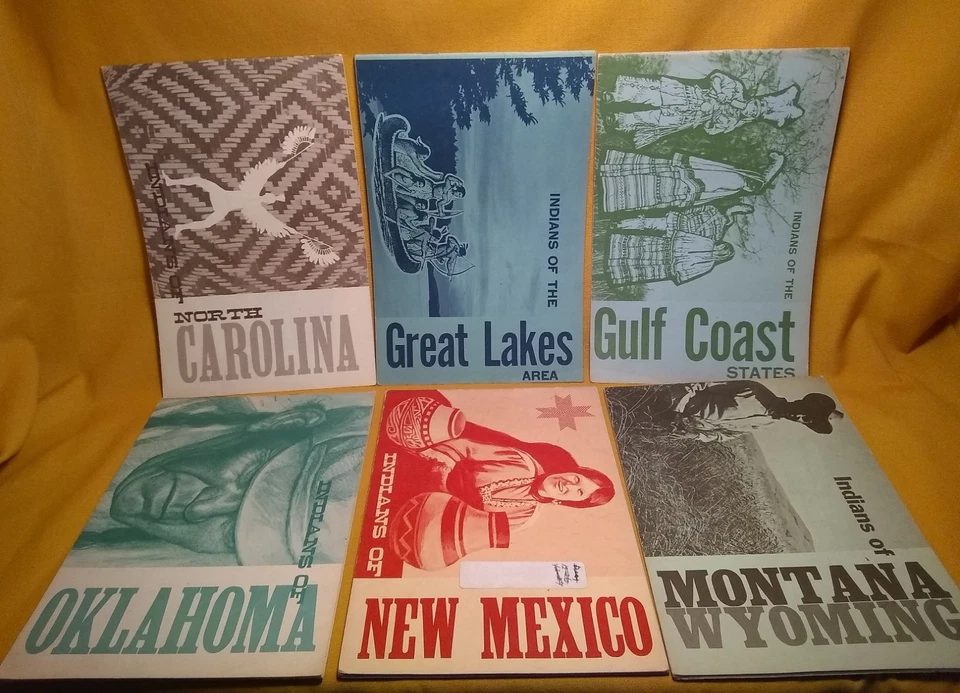 INDIANS OF
NORTH
CAROLINA
INDIANS OF THE
Great Lakes
AREA
INDIANS OF THE
Gulf Coast
STATES
INDIANS OF
OKLAHOMA
INDIANS OF
NEW MEXICO
Indians of
MONTANA
WYOMING